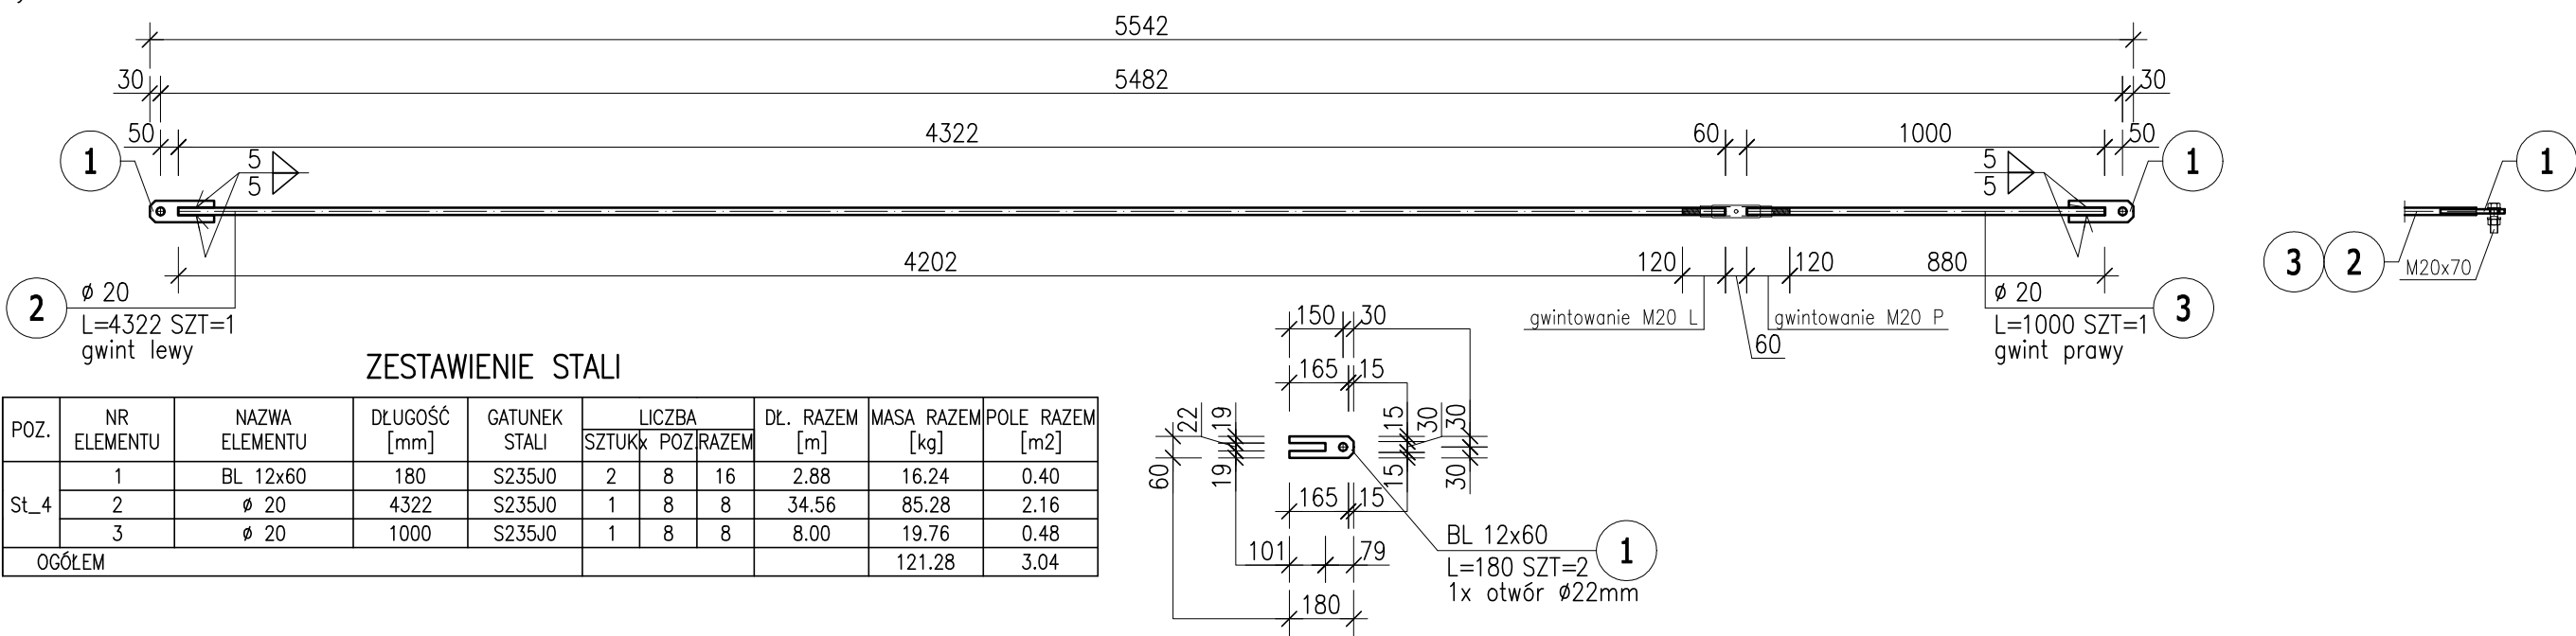 5542
30 5482 30
50 4322 60 1000 50
1 5 5 1 1
5 5
4202 120 120 880
3 2 M20x70
2 ø 20
L=4322 SZT=1
gwint lewy
gwintowanie M20 L
gwintowanie M20 P
60
ø 20 3
L=1000 SZT=1
gwint prawy
ZESTAWIENIE STALI
POZ. NR ELEMENTU NAZWA ELEMENTU DŁUGOŚĆ [mm] GATUNEK STALI LICZBA DŁ. RAZEM [m] MASA RAZEM [kg] POLE RAZEM [m2]
SZTUK x POZ. RAZEM
St_4
1 BL 12x60 180 S235J0 2 8 16 2.88 16.24 0.40
2 ø 20 4322 S235J0 1 8 8 34.56 85.28 2.16
3 ø 20 1000 S235J0 1 8 8 8.00 19.76 0.48
OGÓŁEM 121.28 3.04
150 30
165 15
22 19 15 30 30
60 19 15 30
165 15
101 79
180
BL 12x60 1
L=180 SZT=2
1x otwór ø22mm